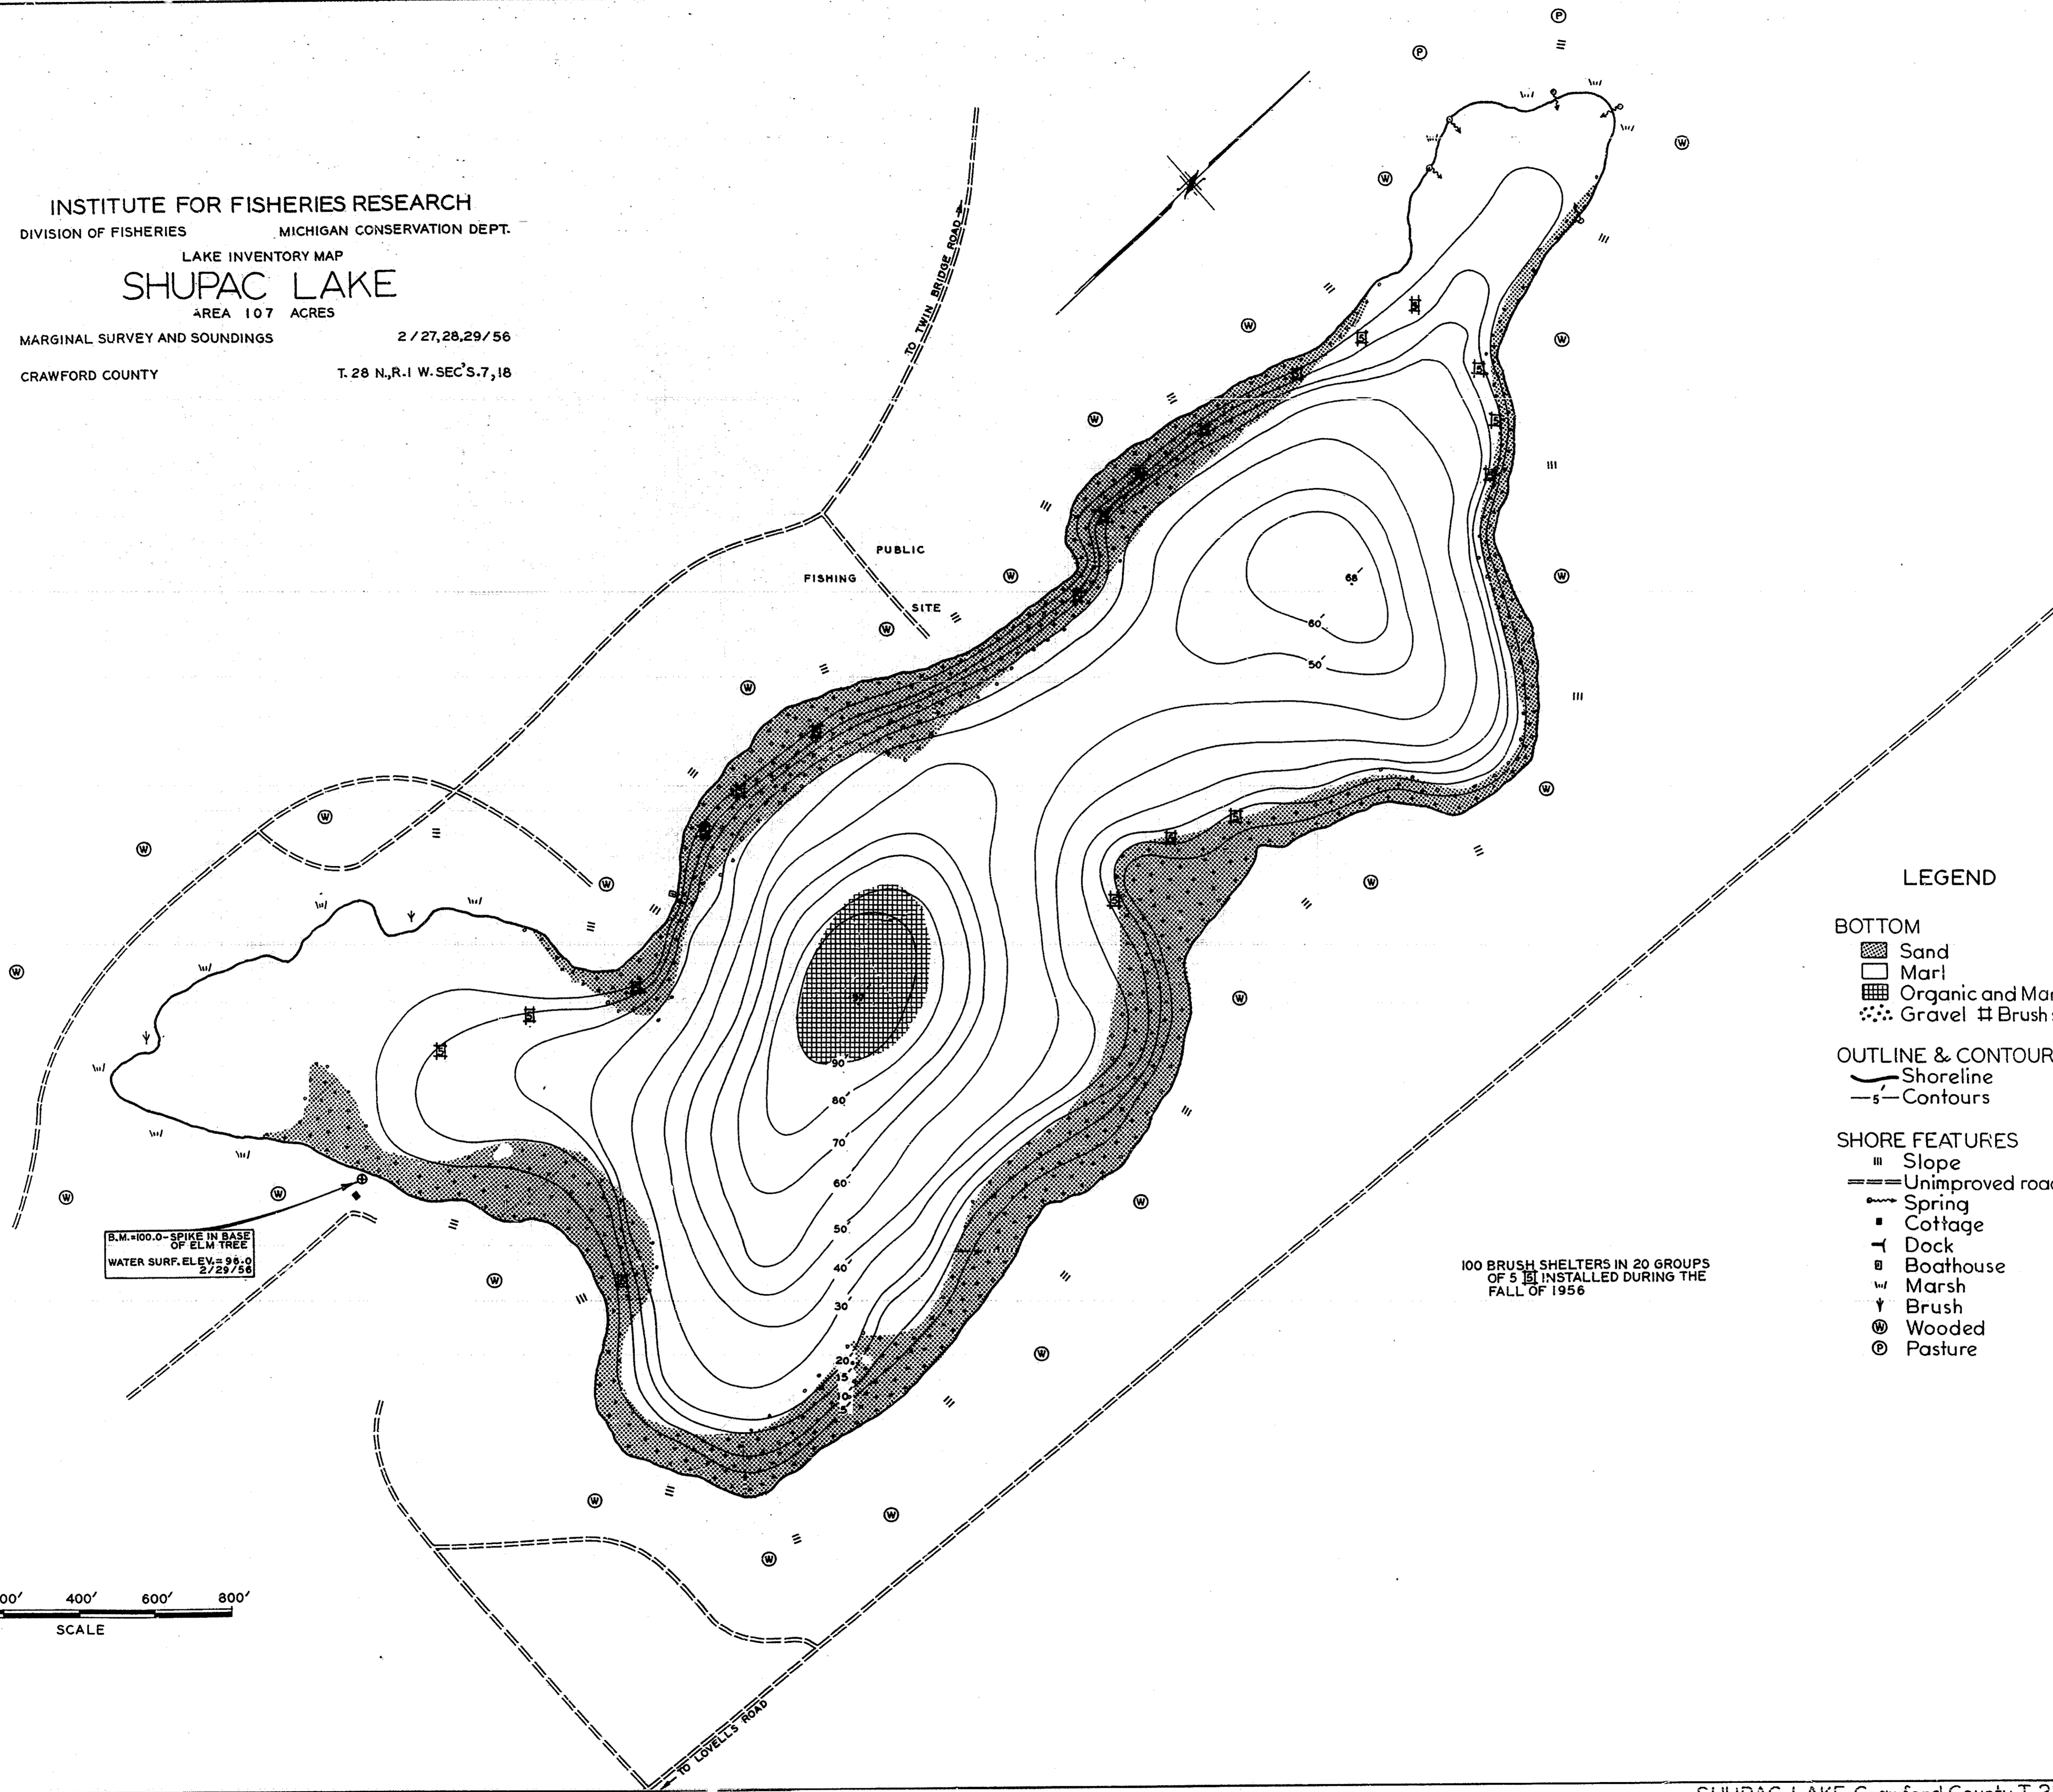 INSTITUTE FOR FISHERIES RESEARCH
DIVISION OF FISHERIES MICHIGAN CONSERVATION DEPT.
LAKE INVENTORY MAP
SHUPAC LAKE
AREA 107 ACRES
MARGINAL SURVEY AND SOUNDINGS 2/27,28,29/56
CRAWFORD COUNTY T. 28 N., R.1 W. SEC'S. 7, 18
TO TWIN BRIDGE ROAD
PUBLIC
FISHING
SITE
68'
60'
50'
90'
80'
70'
60'
50'
40'
30'
20'
15'
10'
5'
B.M.=100.0-SPIKE IN BASE
OF ELM TREE
WATER SURF. ELEV.= 96.0
2/29/56
100 BRUSH SHELTERS IN 20 GROUPS
OF 5 5 INSTALLED DURING THE
FALL OF 1956
LEGEND
BOTTOM
Sand
Marl
Organic and Mar
Gravel Brush
OUTLINE & CONTOUR
Shoreline
5' Contours
SHORE FEATURES
Slope
Unimproved road
Spring
Cottage
Dock
Boathouse
Marsh
Brush
W Wooded
P Pasture
00' 400' 600' 800'
SCALE
TO LOVELLS ROAD